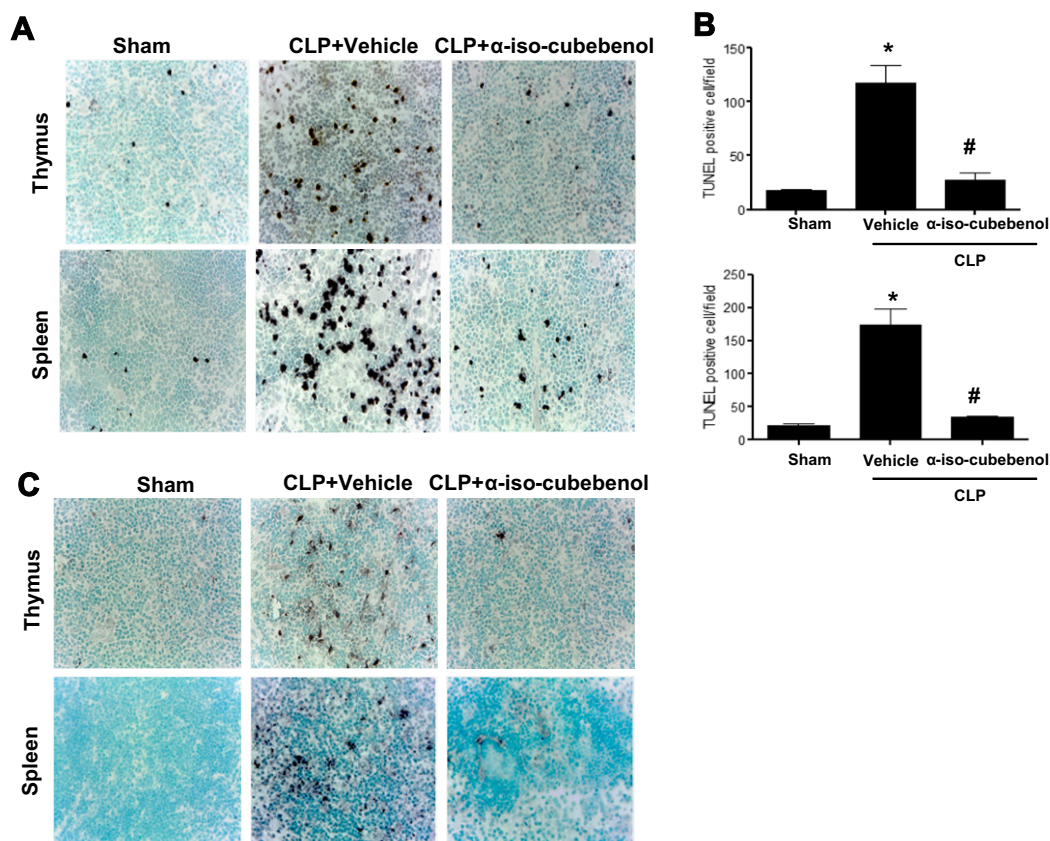 A
Sham CLP+Vehicle CLP+α-iso-cubebenol
Thymus
Spleen
B
TUNEL positive cell/field
150
100
50
0
*
#
Sham Vehicle α-iso-cubebenol
CLP
TUNEL positive cell/field
250
200
150
100
50
0
*
#
Sham Vehicle α-iso-cubebenol
CLP
C
Sham CLP+Vehicle CLP+α-iso-cubebenol
Thymus
Spleen